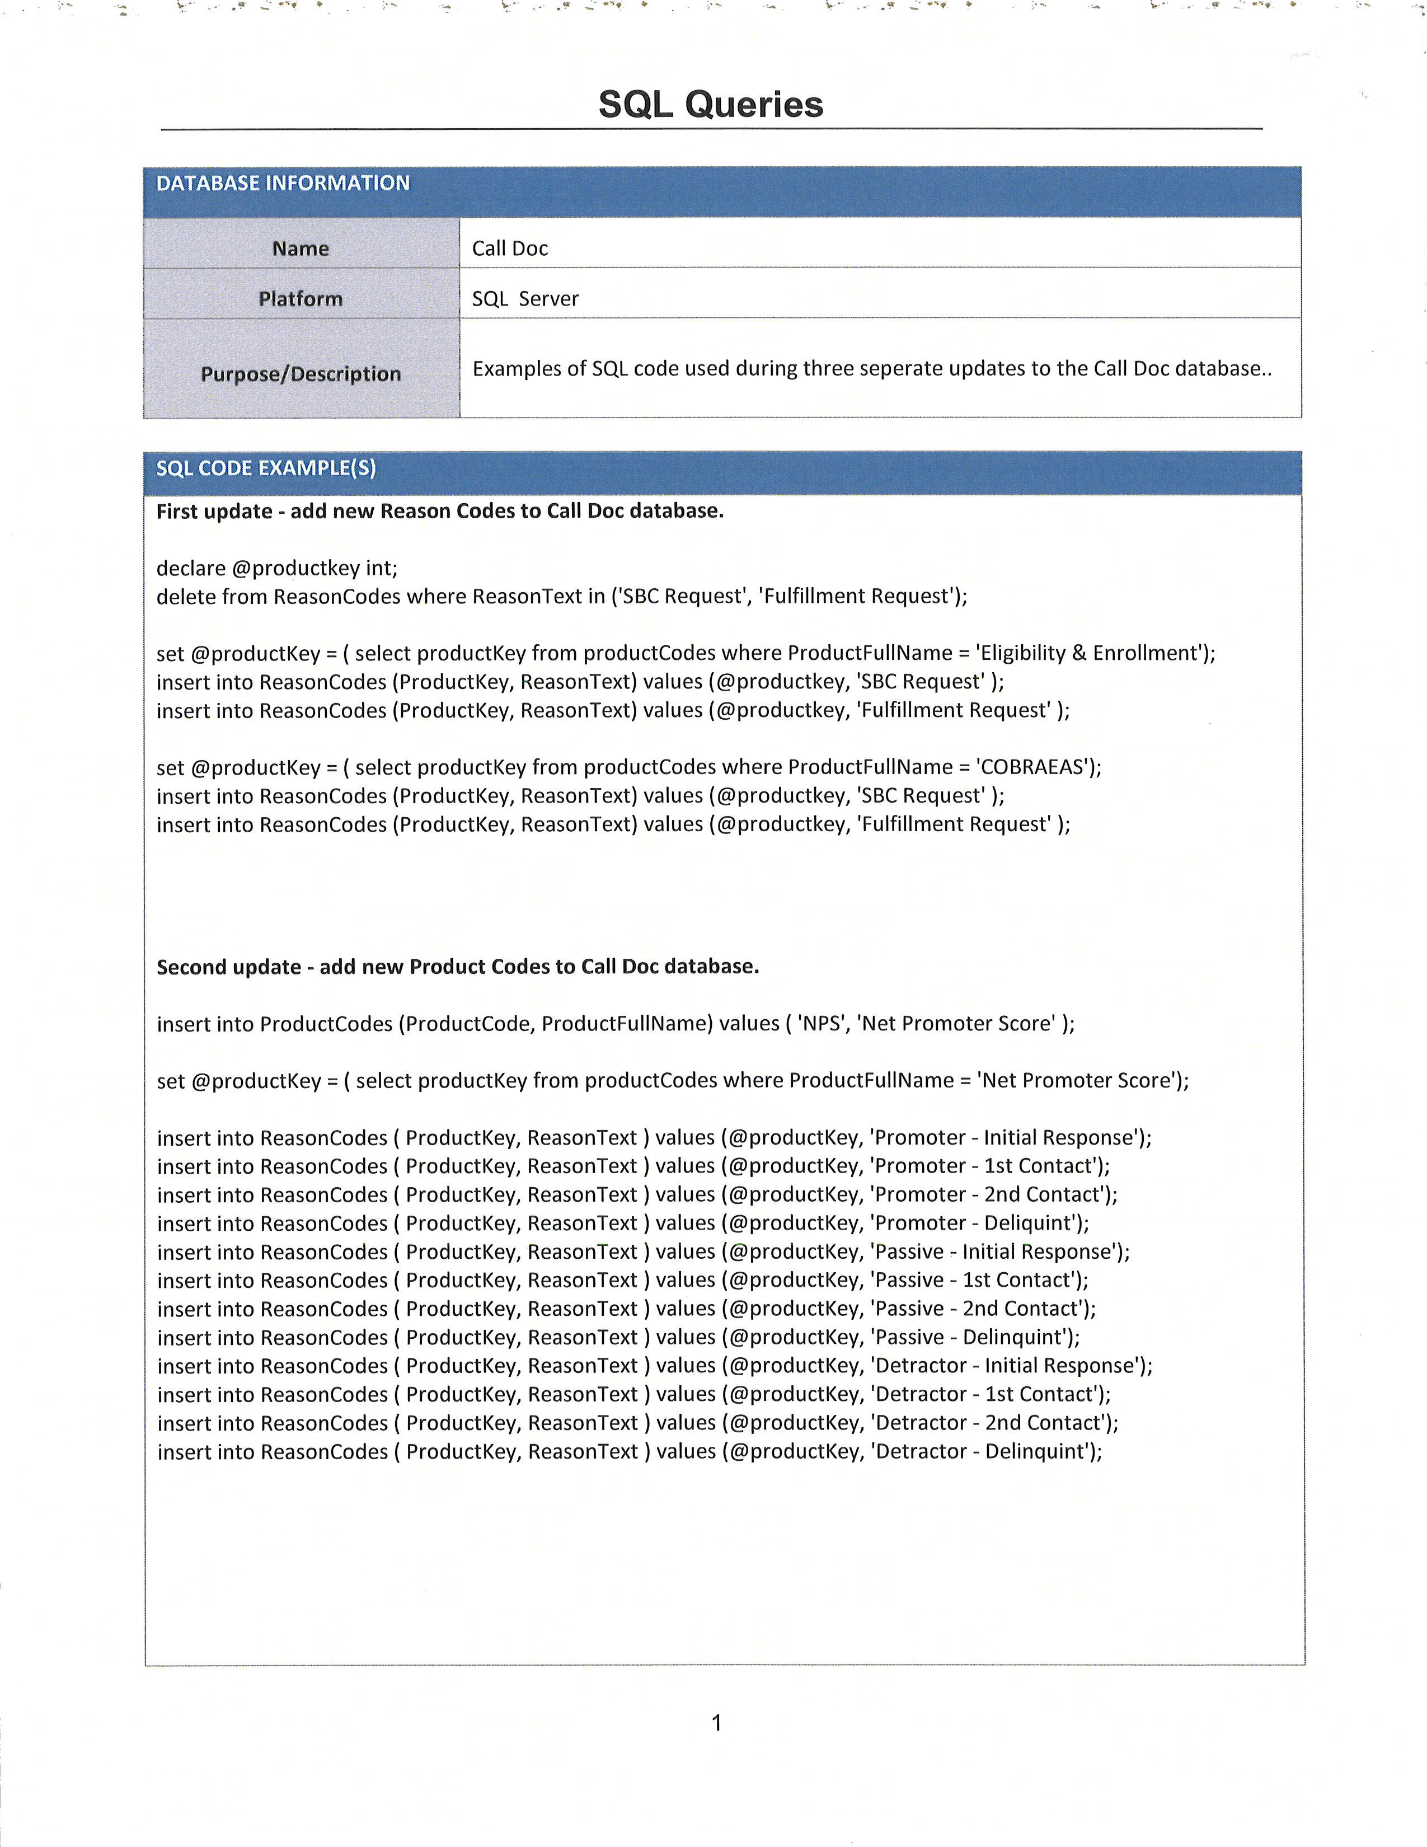 SQL Queries
DATABASE INFORMATION
Name
Call Doc
Platform
SQL  Server
Purpose/Description
Examples of SQL code used during three seperate updates to the Call Doc database..
SQL CODE EXAMPLE(S)
First update - add new Reason Codes to Call Doc database.
declare @productkey int;
delete from ReasonCodes where ReasonText in ('SBC Request', 'Fulfillment Request');
set @productKey = ( select productKey from productCodes where ProductFullName = 'Eligibility & Enrollment');
insert into ReasonCodes (ProductKey, ReasonText) values (@productkey, 'SBC Request' );
insert into ReasonCodes (ProductKey, ReasonText) values (@productkey, 'Fulfillment Request' );
set @productKey = ( select productKey from productCodes where ProductFullName = 'COBRAEAS');
insert into ReasonCodes (ProductKey, ReasonText) values (@productkey, 'SBC Request' );
insert into ReasonCodes (ProductKey, ReasonText) values (@productkey, 'Fulfillment Request' );
Second update - add new Product Codes to Call Doc database.
insert into ProductCodes (ProductCode, ProductFullName) values ( 'NPS', 'Net Promoter Score' );
set @productKey = ( select productKey from productCodes where ProductFullName = 'Net Promoter Score');
insert into ReasonCodes ( ProductKey, ReasonText ) values (@productKey, 'Promoter - Initial Response');
insert into ReasonCodes ( ProductKey, ReasonText ) values (@productKey, 'Promoter - 1st Contact');
insert into ReasonCodes ( ProductKey, ReasonText ) values (@productKey, 'Promoter - 2nd Contact');
insert into ReasonCodes ( ProductKey, ReasonText ) values (@productKey, 'Promoter - Deliquint');
insert into ReasonCodes ( ProductKey, ReasonText ) values (@productKey, 'Passive - Initial Response');
insert into ReasonCodes ( ProductKey, ReasonText ) values (@productKey, 'Passive - 1st Contact');
insert into ReasonCodes ( ProductKey, ReasonText ) values (@productKey, 'Passive - 2nd Contact');
insert into ReasonCodes ( ProductKey, ReasonText ) values (@productKey, 'Passive - Delinquint');
insert into ReasonCodes ( ProductKey, ReasonText ) values (@productKey, 'Detractor - Initial Response');
insert into ReasonCodes ( ProductKey, ReasonText ) values (@productKey, 'Detractor - 1st Contact');
insert into ReasonCodes ( ProductKey, ReasonText ) values (@productKey, 'Detractor - 2nd Contact');
insert into ReasonCodes ( ProductKey, ReasonText ) values (@productKey, 'Detractor - Delinquint');
1